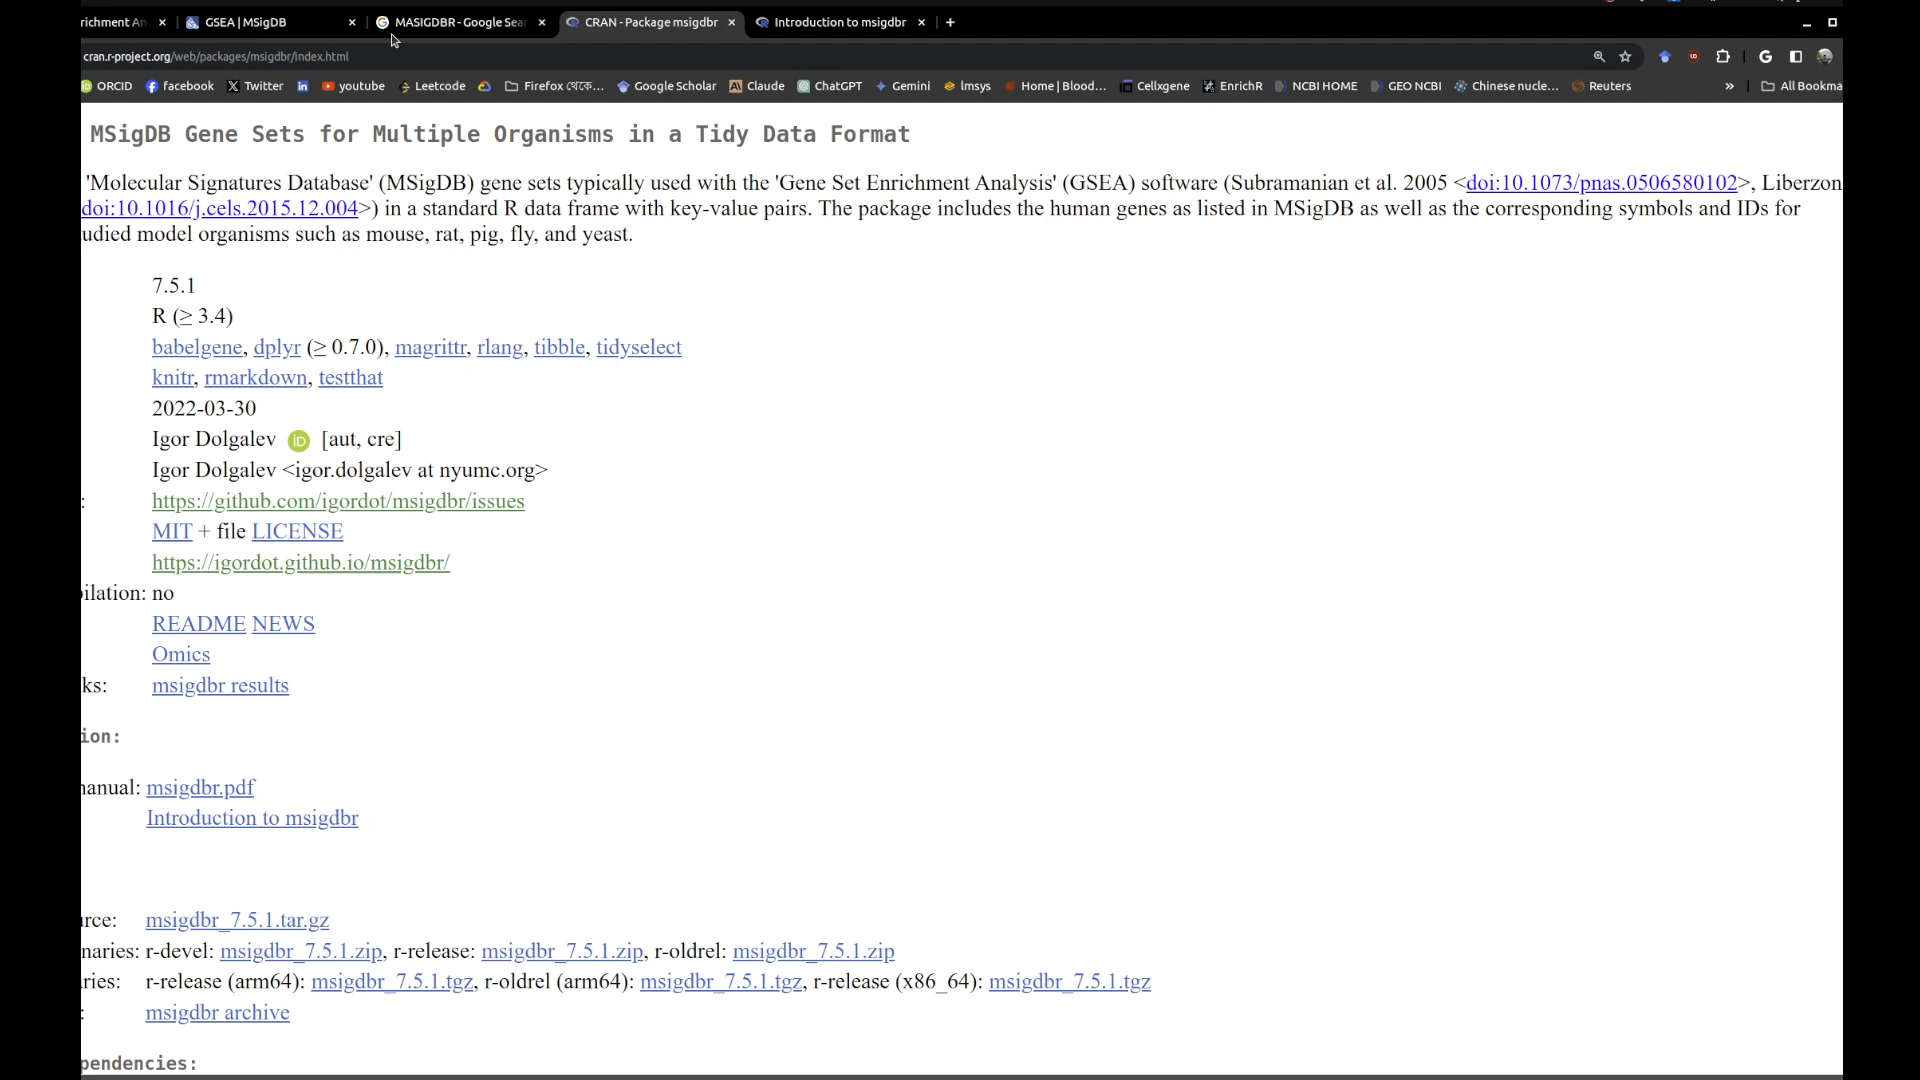 richment An
GSEA | MSigDB
MASIGDBR - Google Sea
CRAN - Package msigdbr
Introduction to msigdbr
cran.r-project.org/web/packages/msigdbr/index.html
ORCID facebook Twitter youtube Leetcode Firefox থেকে... Google Scholar Claude ChatGPT Gemini lmsys Home | Blood... Cellxgene EnrichR NCBI HOME GEO NCBI Chinese nucle... Reuters » All Bookma
MSigDB Gene Sets for Multiple Organisms in a Tidy Data Format
'Molecular Signatures Database' (MSigDB) gene sets typically used with the 'Gene Set Enrichment Analysis' (GSEA) software (Subramanian et al. 2005 <doi:10.1073/pnas.0506580102>, Liberzon
doi:10.1016/j.cels.2015.12.004>) in a standard R data frame with key-value pairs. The package includes the human genes as listed in MSigDB as well as the corresponding symbols and IDs for
udied model organisms such as mouse, rat, pig, fly, and yeast.
7.5.1
R (≥ 3.4)
babelgene, dplyr (≥ 0.7.0), magrittr, rlang, tibble, tidyselect
knitr, rmarkdown, testthat
2022-03-30
Igor Dolgalev iD [aut, cre]
Igor Dolgalev <igor.dolgalev at nyumc.org>
: https://github.com/igordot/msigdbr/issues
MIT + file LICENSE
https://igordot.github.io/msigdbr/
ilation: no
README NEWS
Omics
ks: msigdbr results
ion:
anual: msigdbr.pdf
Introduction to msigdbr
rce: msigdbr_7.5.1.tar.gz
naries: r-devel: msigdbr_7.5.1.zip, r-release: msigdbr_7.5.1.zip, r-oldrel: msigdbr_7.5.1.zip
ries: r-release (arm64): msigdbr_7.5.1.tgz, r-oldrel (arm64): msigdbr_7.5.1.tgz, r-release (x86_64): msigdbr_7.5.1.tgz
: msigdbr archive
pendencies: